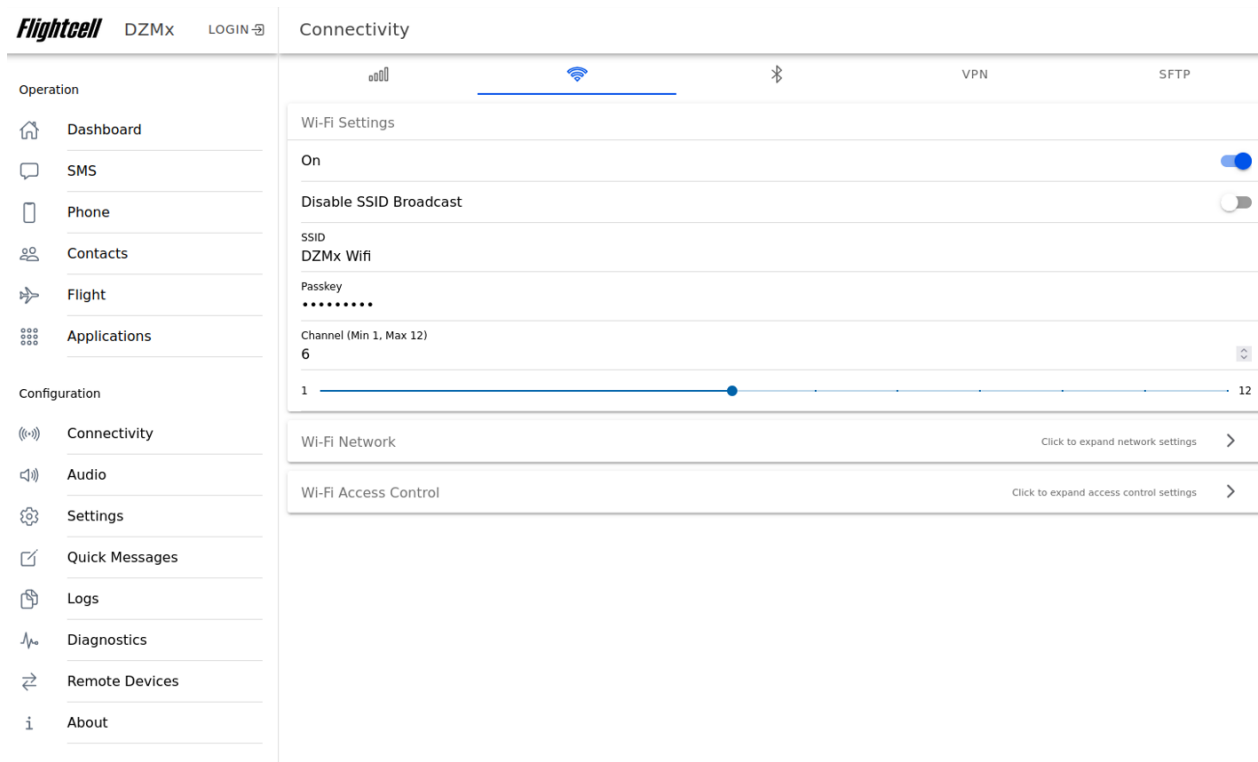 Flightcell DZMx LOGIN
Operation
Dashboard
SMS
Phone
Contacts
Flight
Applications
Configuration
Connectivity
Audio
Settings
Quick Messages
Logs
Diagnostics
Remote Devices
About
Connectivity
VPN SFTP
Wi-Fi Settings
On
Disable SSID Broadcast
SSID
DZMx Wifi
Passkey
•••••••••
Channel (Min 1, Max 12)
6
1 12
Wi-Fi Network Click to expand network settings
Wi-Fi Access Control Click to expand access control settings